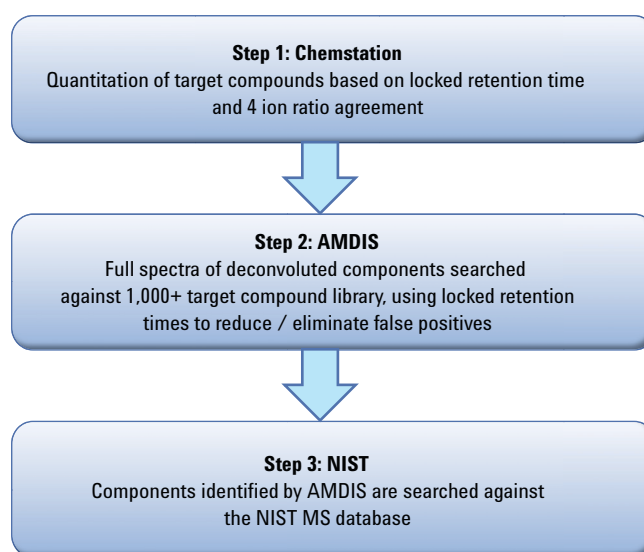 Step 1: Chemstation
Quantitation of target compounds based on locked retention time
and 4 ion ratio agreement
Step 2: AMDIS
Full spectra of deconvoluted components searched
against 1,000+ target compound library, using locked retention
times to reduce / eliminate false positives
Step 3: NIST
Components identified by AMDIS are searched against
the NIST MS database